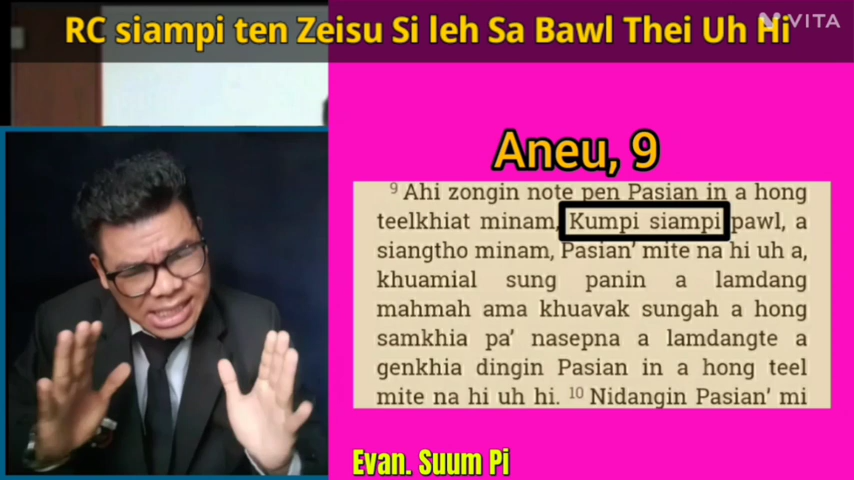 RC siampi ten Zeisu Si leh Sa Bawl Thei Uh Hi
VITA
Aneu, 9
⁹ Ahi zongin note pen Pasian in a hong
teelkhiat minam, Kumpi siampi pawl, a
siangtho minam, Pasian' mite na hi uh a,
khuamial sung panin a lamdang
mahmah ama khuavak sungah a hong
samkhia pa' nasepna a lamdangte a
genkhia dingin Pasian in a hong teel
mite na hi uh hi. ¹⁰ Nidangin Pasian' mi
Evan. Suum Pi